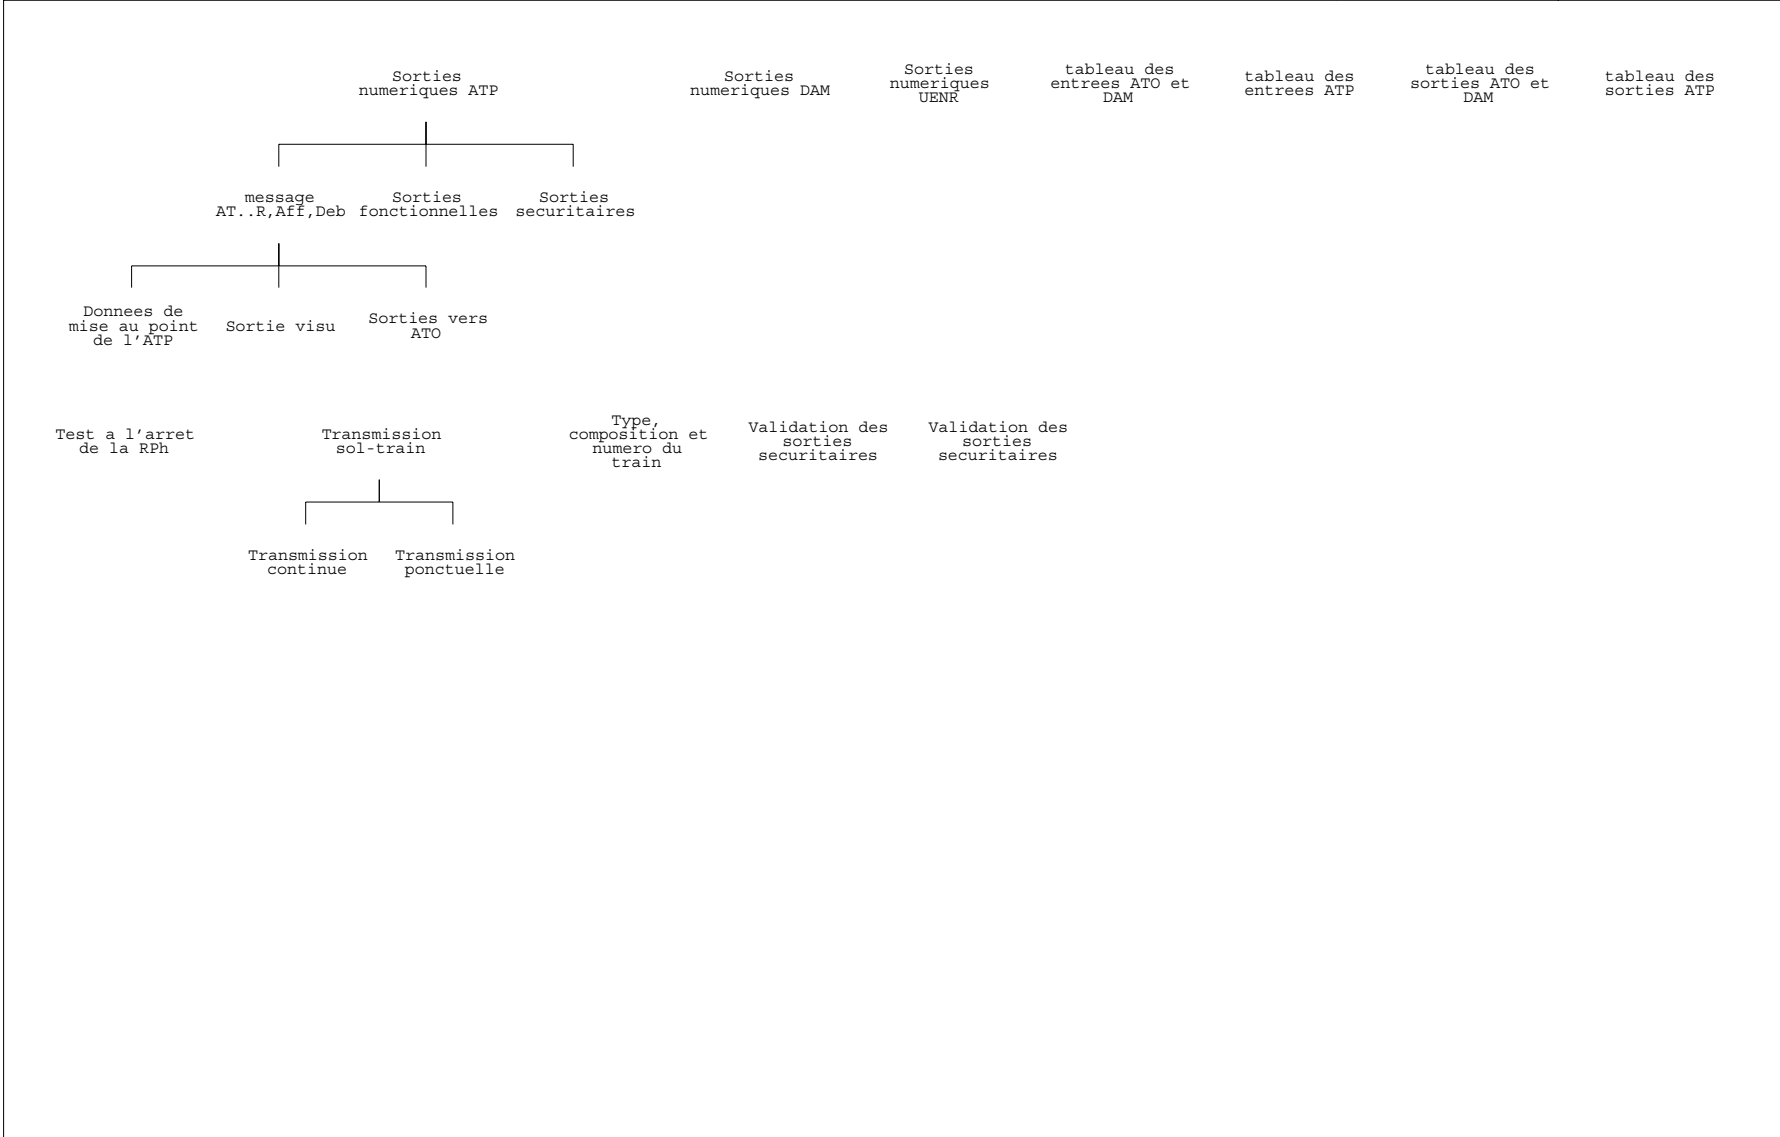 Sorties
numeriques ATP
Sorties
numeriques DAM
Sorties
numeriques
UENR
tableau des
entrees ATO et
DAM
tableau des
entrees ATP
tableau des
sorties ATO et
DAM
tableau des
sorties ATP
message
AT..R,Aff,Deb
Sorties
fonctionnelles
Sorties
securitaires
Donnees de
mise au point
de l'ATP
Sortie visu
Sorties vers
ATO
Test a l'arret
de la RPh
Transmission
sol-train
Type,
composition et
numero du
train
Validation des
sorties
securitaires
Validation des
sorties
securitaires
Transmission
continue
Transmission
ponctuelle